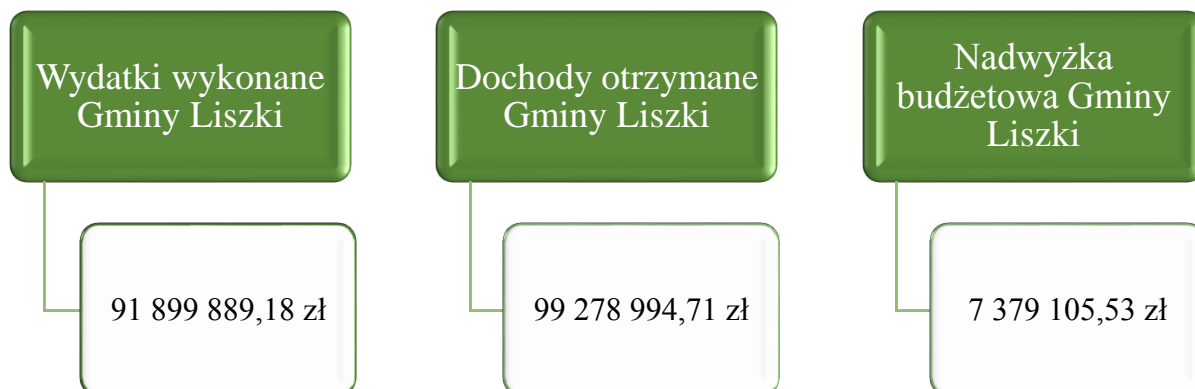 Wydatki wykonane
Gminy Liszki
91 899 889,18 zł
Dochody otrzymane
Gminy Liszki
99 278 994,71 zł
Nadwyżka
budżetowa Gminy
Liszki
7 379 105,53 zł